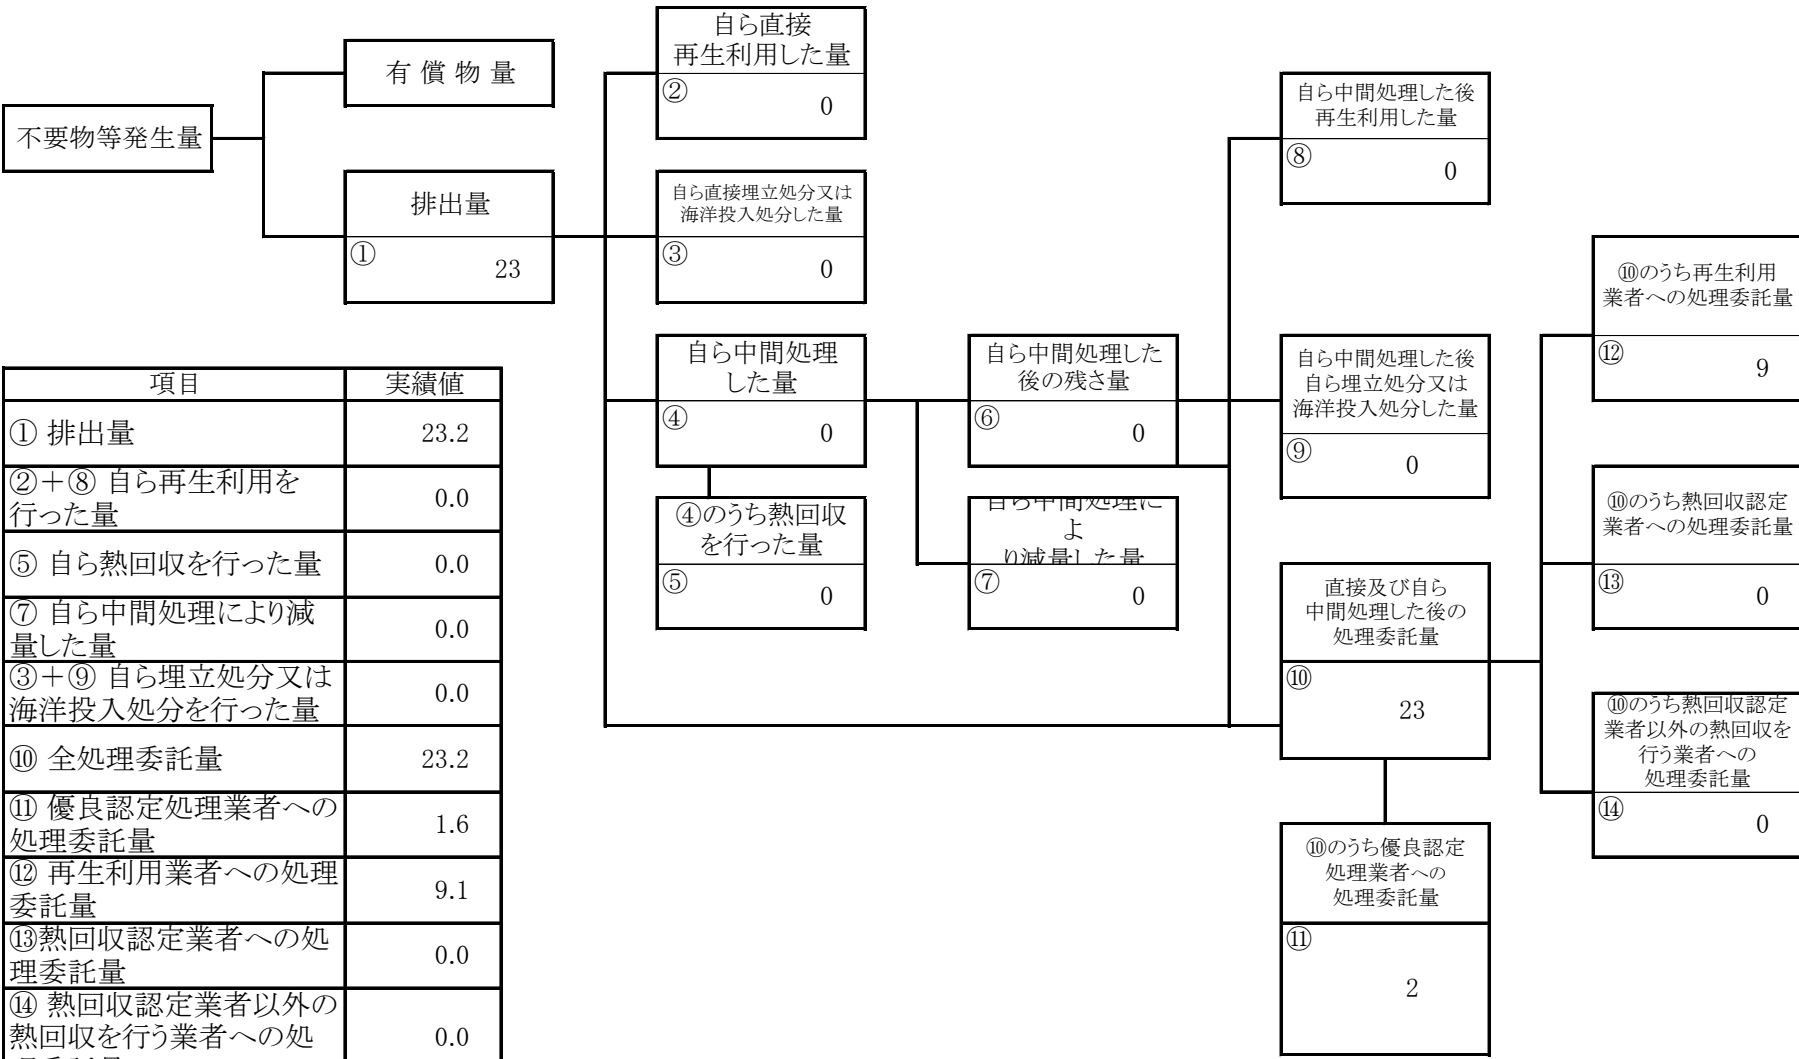 不要物等発生量
有償物量
排出量
①
23
自ら直接
再生利用した量
②
0
自ら直接埋立処分又は
海洋投入処分した量
③
0
自ら中間処理
した量
④
0
④のうち熱回収
を行った量
⑤
0
自ら中間処理した
後の残さ量
⑥
0
自ら中間処理に
よ
り減量した量
⑦
0
自ら中間処理した後
再生利用した量
⑧
0
自ら中間処理した後
自ら埋立処分又は
海洋投入処分した量
⑨
0
直接及び自ら
中間処理した後の
処理委託量
⑩
23
⑩のうち優良認定
処理業者への
処理委託量
⑪
2
⑩のうち再生利用
業者への処理委託量
⑫
9
⑩のうち熱回収認定
業者への処理委託量
⑬
0
⑩のうち熱回収認定
業者以外の熱回収を
行う業者への
処理委託量
⑭
0
項目 実績値
① 排出量 23.2
②+⑧ 自ら再生利用を
行った量 0.0
⑤ 自ら熱回収を行った量 0.0
⑦ 自ら中間処理により減
量した量 0.0
③+⑨ 自ら埋立処分又は
海洋投入処分を行った量 0.0
⑩ 全処理委託量 23.2
⑪ 優良認定処理業者への
処理委託量 1.6
⑫ 再生利用業者への処理
委託量 9.1
⑬熱回収認定業者への処
理委託量 0.0
⑭ 熱回収認定業者以外の
熱回収を行う業者への処 0.0